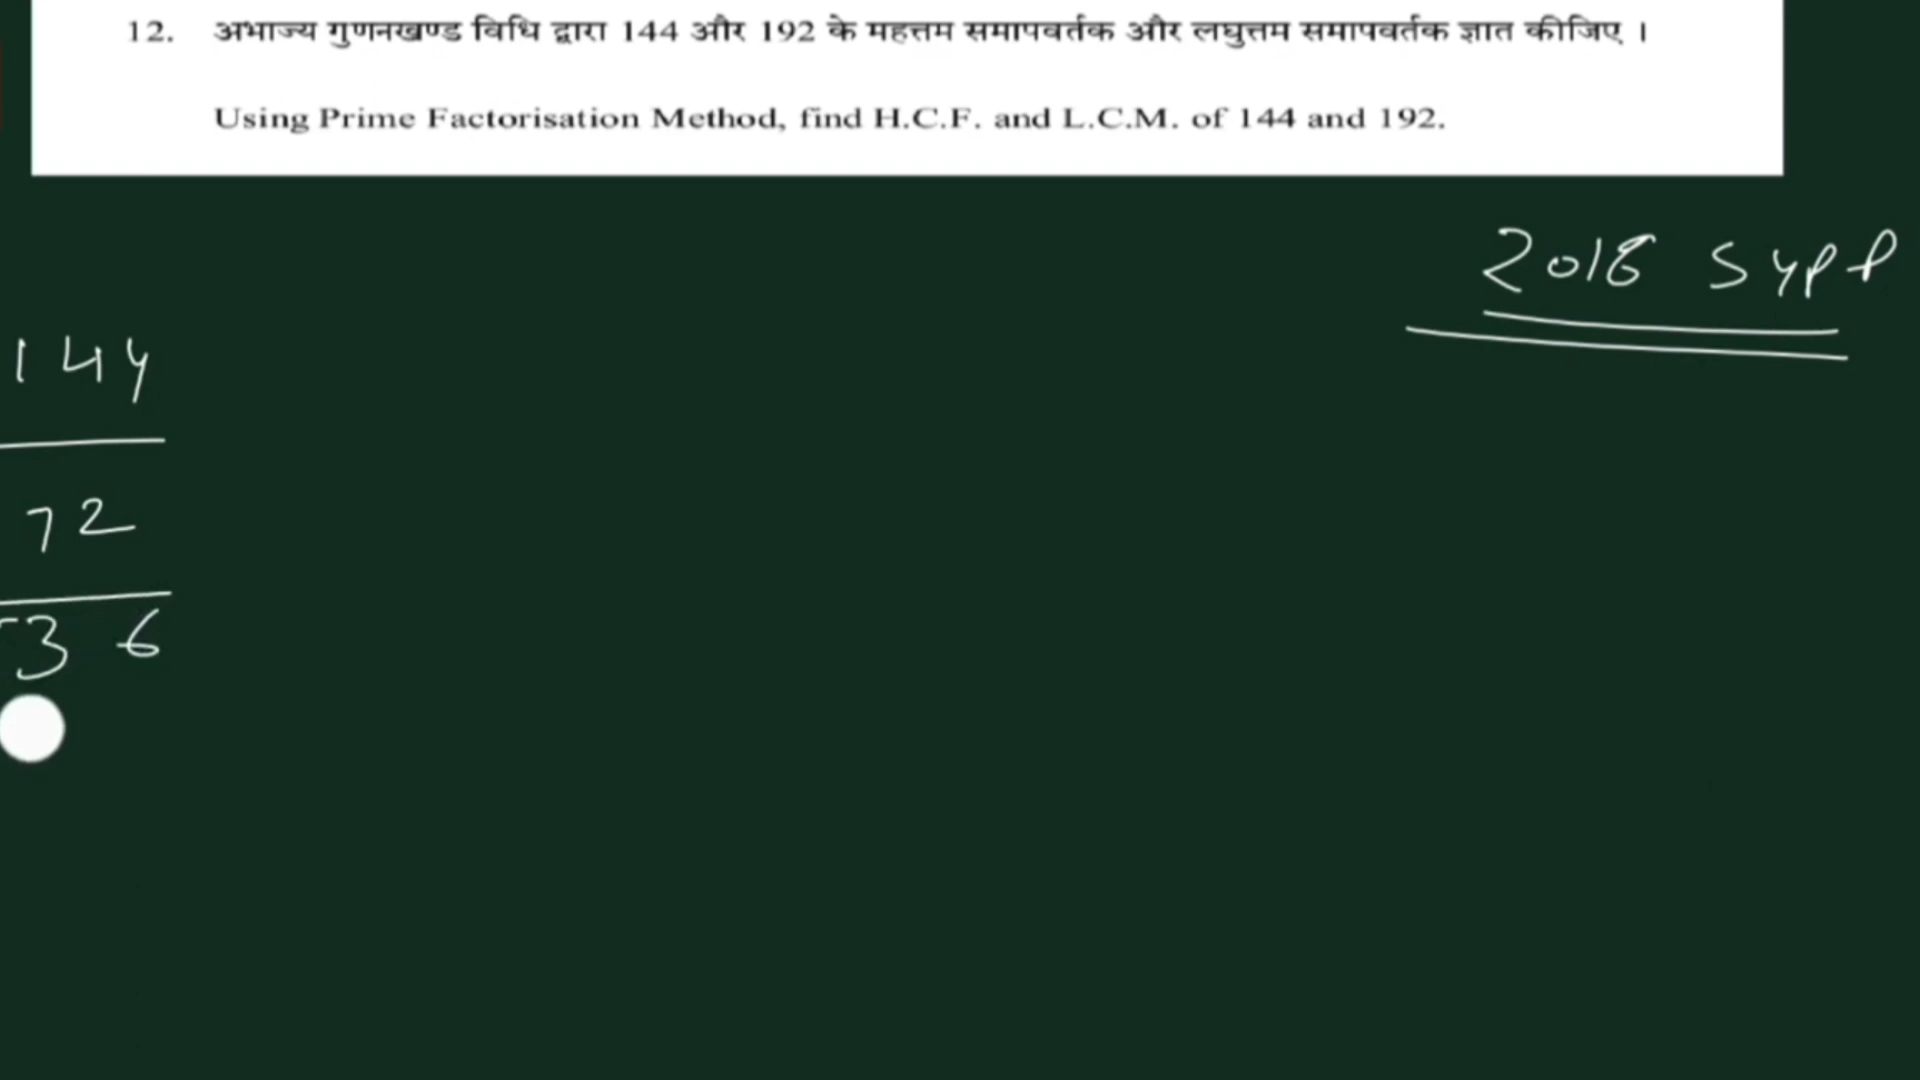 12. अभाज्य गुणनखण्ड विधि द्वारा 144 और 192 के महत्तम समापवर्तक और लघुत्तम समापवर्तक ज्ञात कीजिए ।
Using Prime Factorisation Method, find H.C.F. and L.C.M. of 144 and 192.
2018 Supp
144
72
36